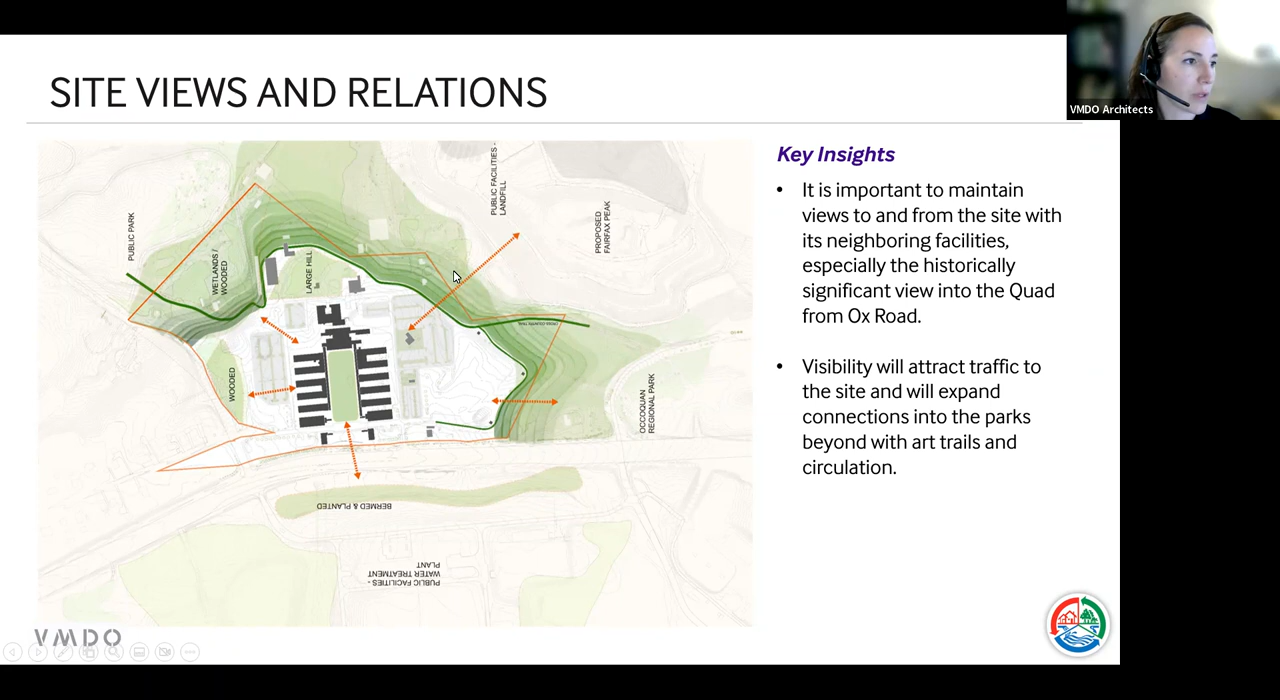 VMDO Architects
SITE VIEWS AND RELATIONS
Key Insights
• It is important to maintain
views to and from the site with
its neighboring facilities,
especially the historically
significant view into the Quad
from Ox Road.
• Visibility will attract traffic to
the site and will expand
connections into the parks
beyond with art trails and
circulation.
PUBLIC PARK
WETLANDS /
WOODED
LARGE HILL
PUBLIC FACILITIES -
LANDFILL
PROPOSED
FAIRFAX PEAK
WOODED
OCCOQUAN
REGIONAL PARK
BERMED & PLANTED
PUBLIC FACILITIES -
WATER TREATMENT
PLANT
VMDO